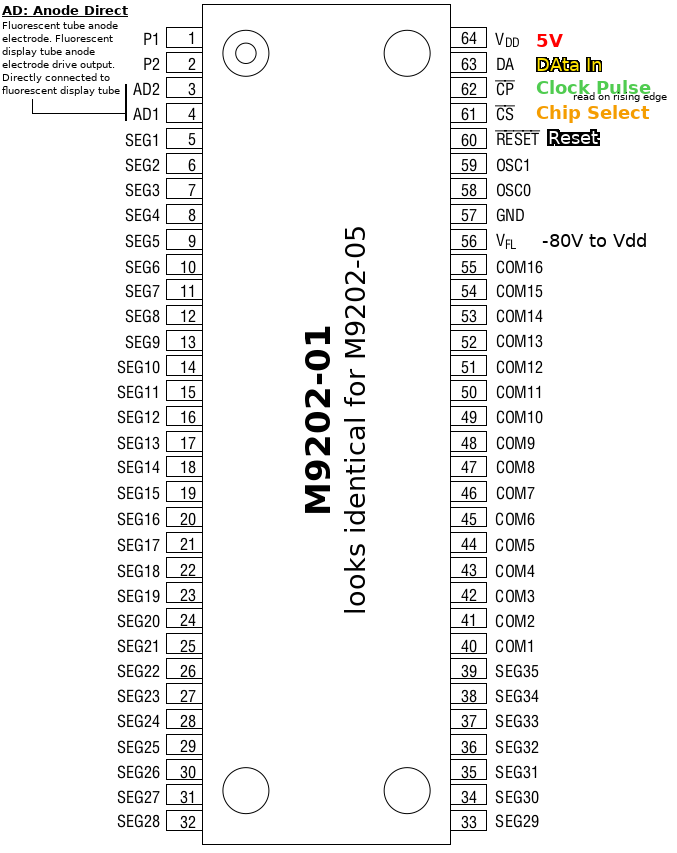 AD: Anode Direct
Fluorescent tube anode
electrode. Fluorescent
display tube anode
electrode drive output.
Directly connected to
fluorescent display tube
P1 1
P2 2
AD2 3
AD1 4
SEG1 5
SEG2 6
SEG3 7
SEG4 8
SEG5 9
SEG6 10
SEG7 11
SEG8 12
SEG9 13
SEG10 14
SEG11 15
SEG12 16
SEG13 17
SEG14 18
SEG15 19
SEG16 20
SEG17 21
SEG18 22
SEG19 23
SEG20 24
SEG21 25
SEG22 26
SEG23 27
SEG24 28
SEG25 29
SEG26 30
SEG27 31
SEG28 32
M9202-01
looks identical for M9202-05
64 VDD 5V
63 DA DAta In
62 CP Clock Pulse
read on rising edge
61 CS Chip Select
60 RESET Reset
59 OSC1
58 OSC0
57 GND
56 VFL -80V to Vdd
55 COM16
54 COM15
53 COM14
52 COM13
51 COM12
50 COM11
49 COM10
48 COM9
47 COM8
46 COM7
45 COM6
44 COM5
43 COM4
42 COM3
41 COM2
40 COM1
39 SEG35
38 SEG34
37 SEG33
36 SEG32
35 SEG31
34 SEG30
33 SEG29